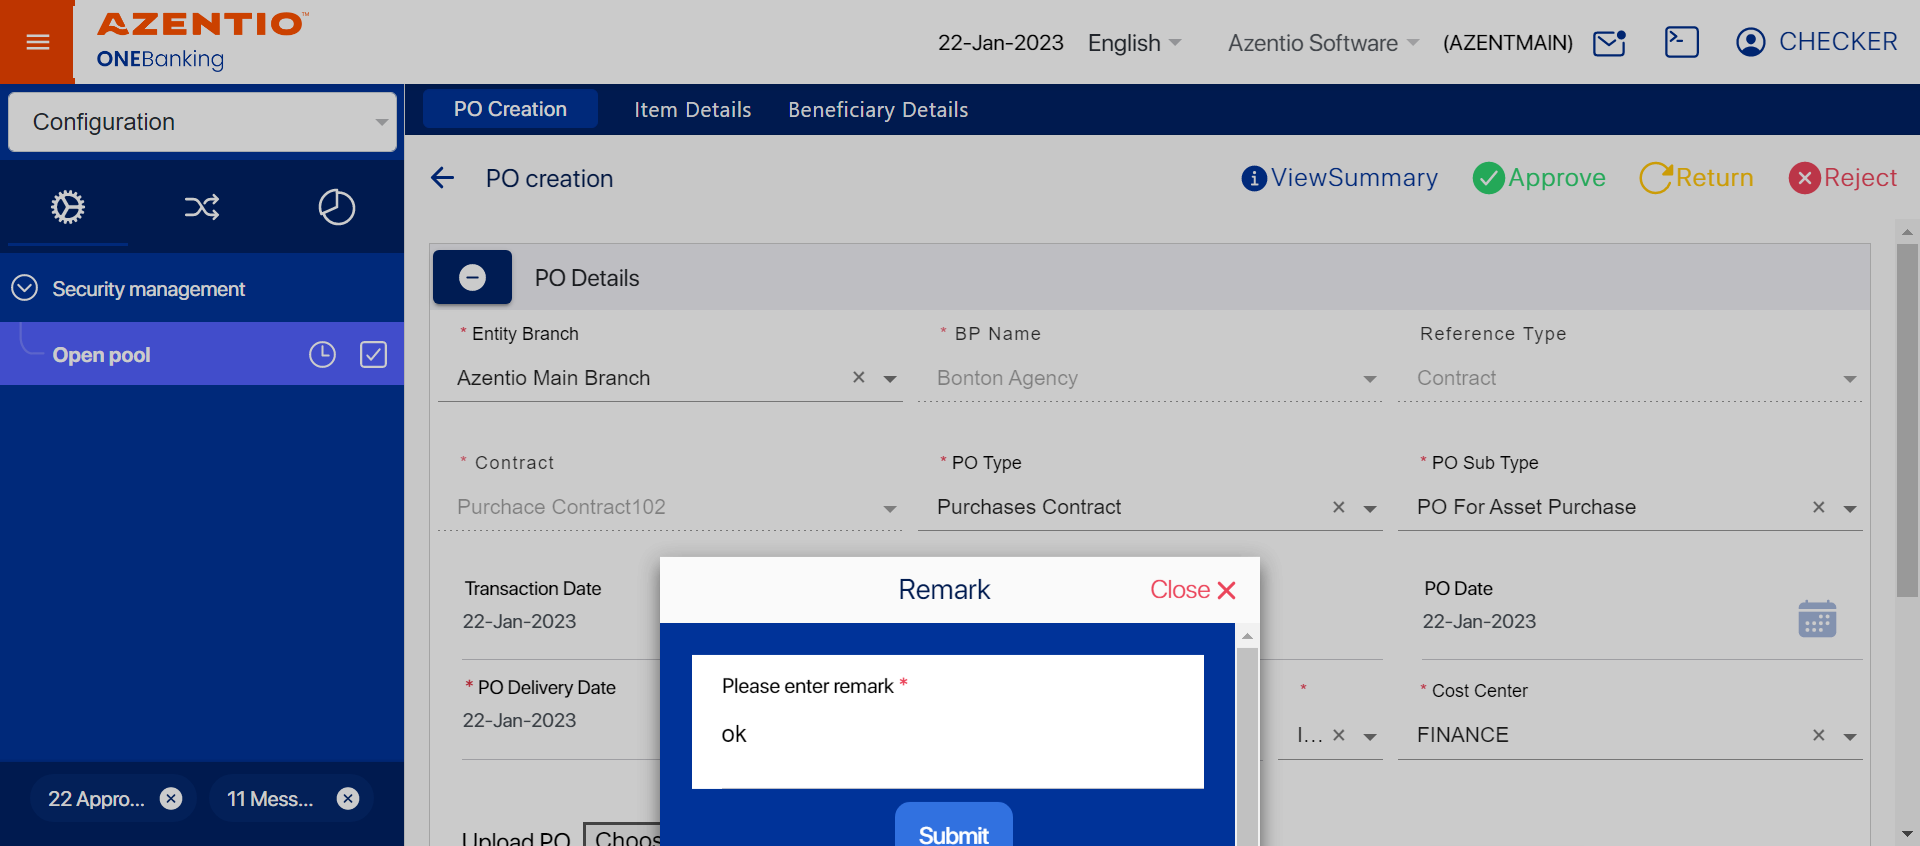 AZENTIO™
ONEBanking
22-Jan-2023
English
Azentio Software
(AZENTMAIN)
CHECKER
Configuration
PO Creation
Item Details
Beneficiary Details
PO creation
ViewSummary
Approve
Return
Reject
Security management
Open pool
PO Details
* Entity Branch
* BP Name
Reference Type
Azentio Main Branch
Bonton Agency
Contract
* Contract
* PO Type
* PO Sub Type
Purchace Contract102
Purchases Contract
PO For Asset Purchase
Transaction Date
22-Jan-2023
PO Date
22-Jan-2023
Remark
Close
Please enter remark *
ok
Submit
* PO Delivery Date
22-Jan-2023
*
I...
* Cost Center
FINANCE
22 Appro...
11 Mess...
Upload PO
Choos